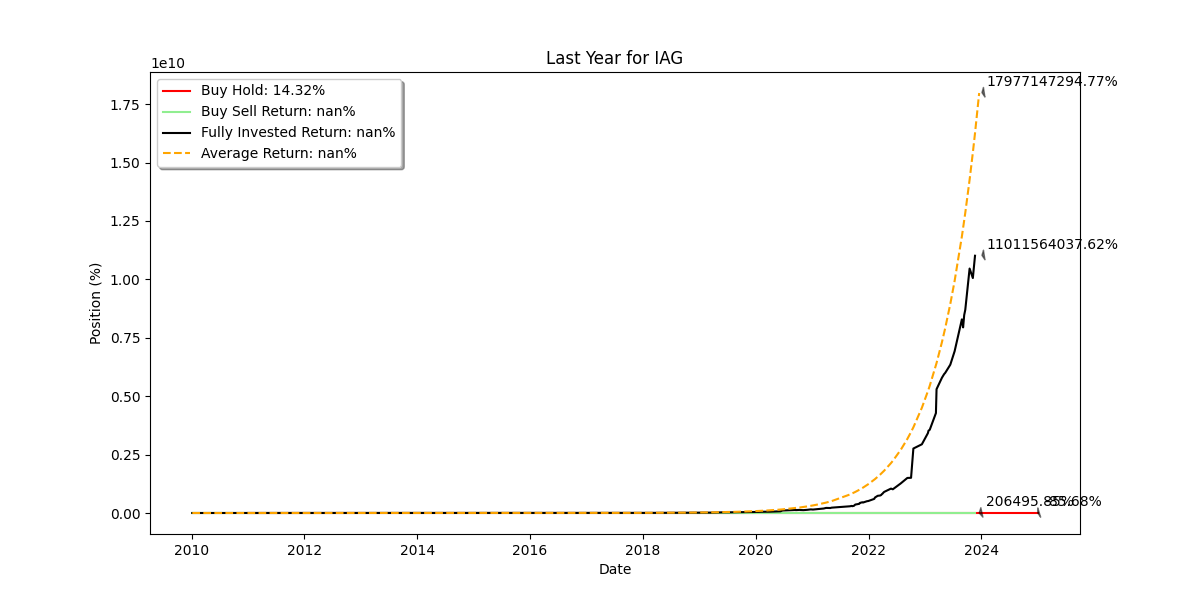 Last Year for IAG
1e10
17977147294.77%
Buy Hold: 14.32%
Buy Sell Return: nan%
Fully Invested Return: nan%
Average Return: nan%
1.75
1.50
1.25
11011564037.62%
1.00
Position (%)
0.75
0.50
0.25
206495.85%
0.00
2010
2012
2014
2016
2018
2020
2022
2024
Date